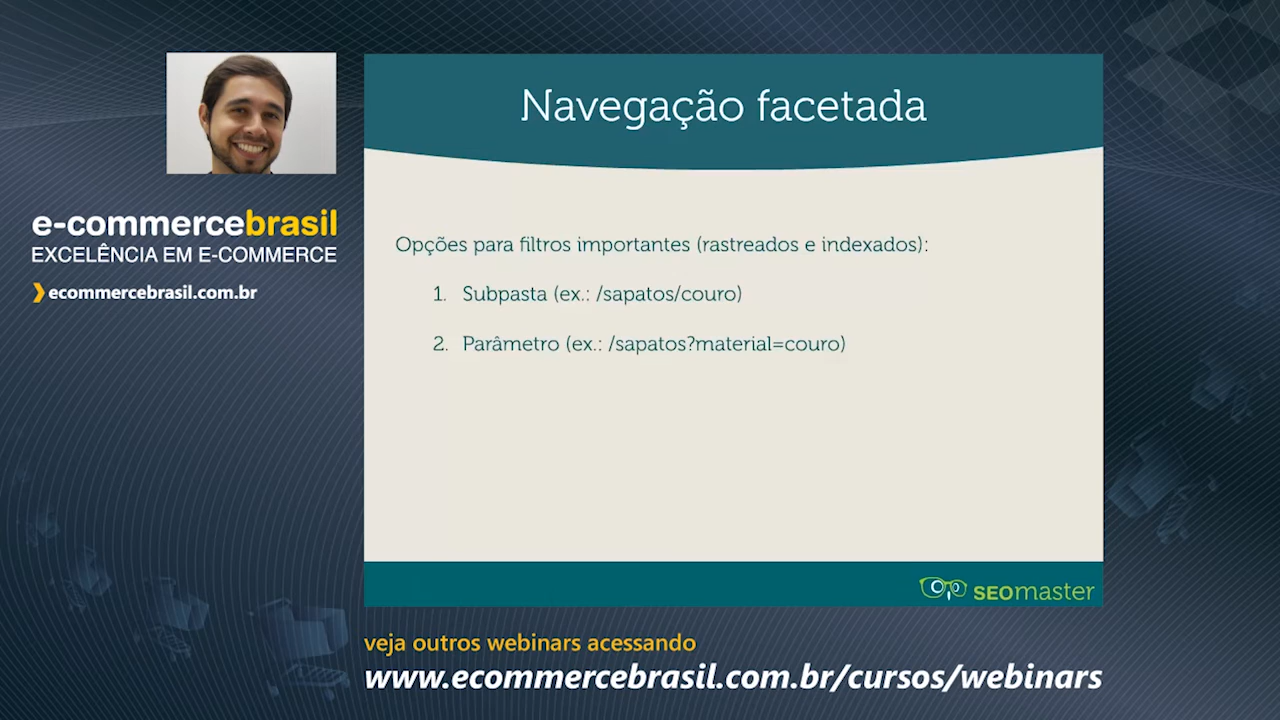 Navegação facetada
e-commercebrasil
EXCELÊNCIA EM E-COMMERCE
ecommercebrasil.com.br
Opções para filtros importantes (rastreados e indexados):
1. Subpasta (ex.: /sapatos/couro)
2. Parâmetro (ex.: /sapatos?material=couro)
SEOmaster
veja outros webinars acessando
www.ecommercebrasil.com.br/cursos/webinars